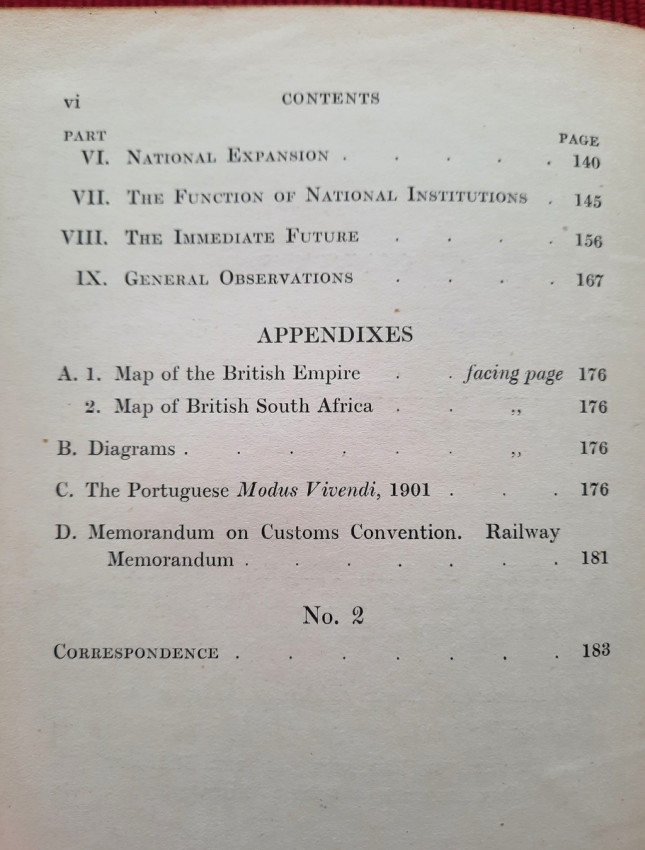 vi CONTENTS
PART PAGE
VI. National Expansion . . . . . 140
VII. The Function of National Institutions . 145
VIII. The Immediate Future . . . . 156
IX. General Observations . . . . 167
APPENDIXES
A. 1. Map of the British Empire . . facing page 176
2. Map of British South Africa . . ,, 176
B. Diagrams . . . . . . ,, 176
C. The Portuguese Modus Vivendi, 1901 . . . 176
D. Memorandum on Customs Convention. Railway
Memorandum . . . . . . . 181
No. 2
Correspondence . . . . . . . 183